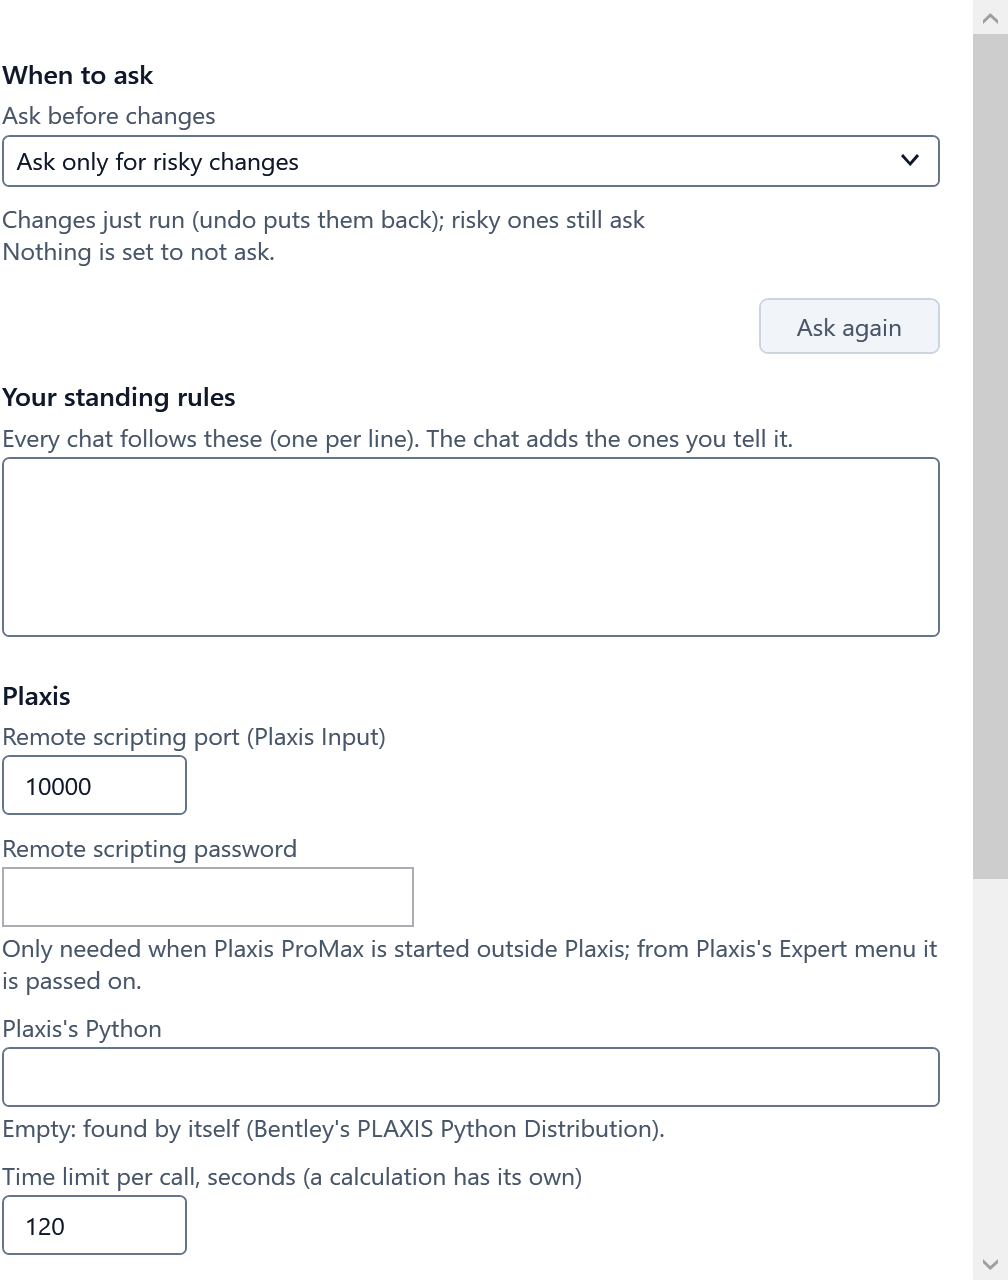 When to ask
Ask before changes
Ask only for risky changes
Changes just run (undo puts them back); risky ones still ask
Nothing is set to not ask.
Ask again
Your standing rules
Every chat follows these (one per line). The chat adds the ones you tell it.
Plaxis
Remote scripting port (Plaxis Input)
10000
Remote scripting password
Only needed when Plaxis ProMax is started outside Plaxis; from Plaxis's Expert menu it
is passed on.
Plaxis's Python
Empty: found by itself (Bentley's PLAXIS Python Distribution).
Time limit per call, seconds (a calculation has its own)
120